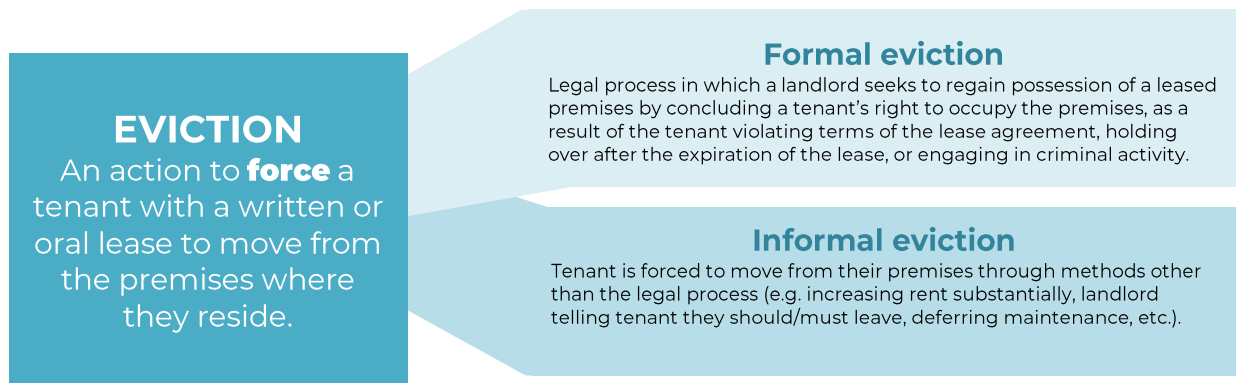 EVICTION
An action to force a
tenant with a written or
oral lease to move from
the premises where
they reside.
Formal eviction
Legal process in which a landlord seeks to regain possession of a leased
premises by concluding a tenant’s right to occupy the premises, as a
result of the tenant violating terms of the lease agreement, holding
over after the expiration of the lease, or engaging in criminal activity.
Informal eviction
Tenant is forced to move from their premises through methods other
than the legal process (e.g. increasing rent substantially, landlord
telling tenant they should/must leave, deferring maintenance, etc.).